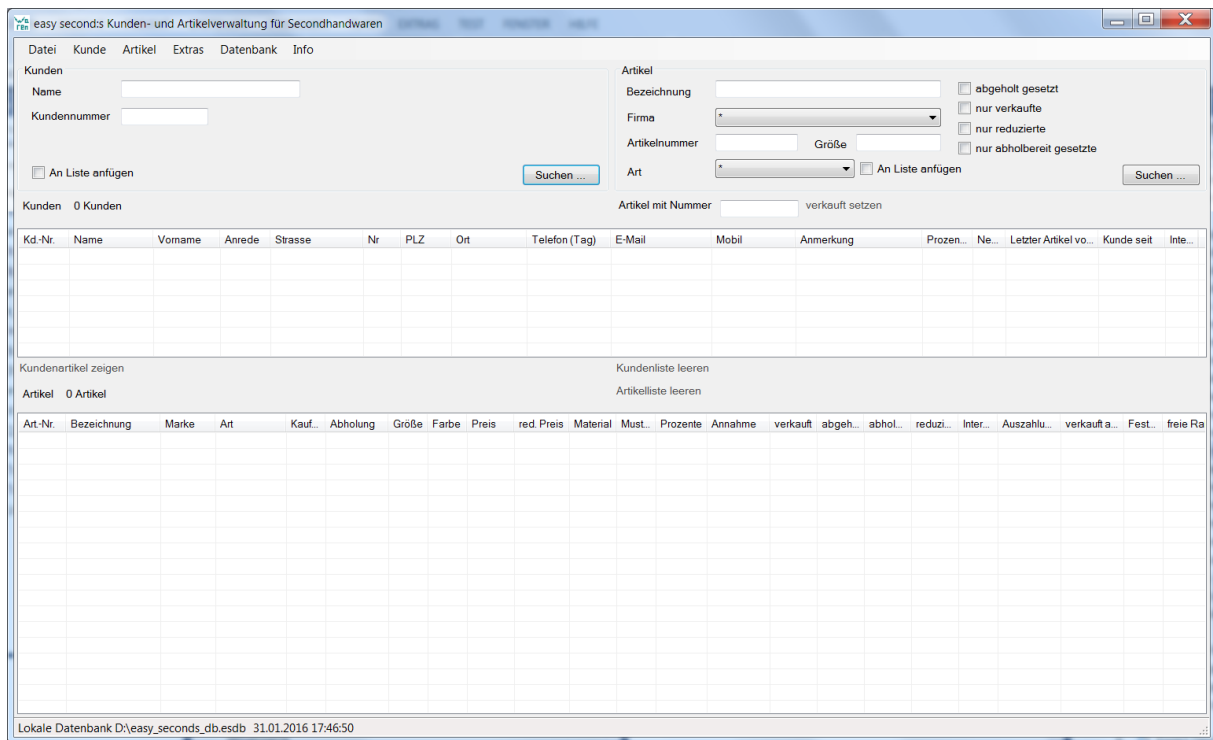 easy second:s Kunden- und Artikelverwaltung für Secondhandwaren
Datei Kunde Artikel Extras Datenbank Info
Kunden
Name
Kundennummer
An Liste anfügen
Suchen ...
Artikel
Bezeichnung
Firma *
Artikelnummer Größe
Art * An Liste anfügen
abgeholt gesetzt
nur verkaufte
nur reduzierte
nur abholbereit gesetzte
Suchen ...
Kunden 0 Kunden
Artikel mit Nummer verkauft setzen
Kd.-Nr. Name Vorname Anrede Strasse Nr PLZ Ort Telefon (Tag) E-Mail Mobil Anmerkung Prozen... Ne... Letzter Artikel vo... Kunde seit Inte...
Kundenartikel zeigen Kundenliste leeren
Artikel 0 Artikel Artikelliste leeren
Art.-Nr. Bezeichnung Marke Art Kauf... Abholung Größe Farbe Preis red. Preis Material Must... Prozente Annahme verkauft abgeh... abhol... reduzi... Inter... Auszahlu... verkauft a... Fest... freie Ra
Lokale Datenbank D:\easy_seconds_db.esdb 31.01.2016 17:46:50